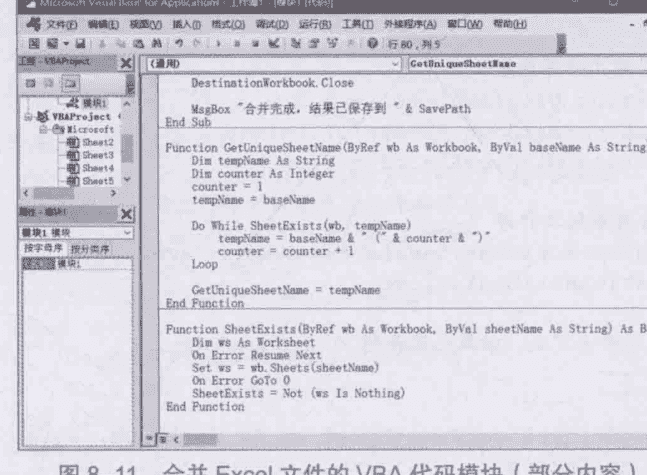 Microsoft Visual Basic for Applications - 工作簿1 - [模块1 (代码)]
文件(F) 编辑(E) 视图(V) 插入(I) 格式(O) 调试(D) 运行(R) 工具(T) 外接程序(A) 窗口(W) 帮助(H)
行 80, 列 5
工程 - VBAProject
(通用)
GetUniqueSheetName
模块1
VBAProject
Microsoft
Sheet2
Sheet3
Sheet4
Sheet5
属性 - 模块1
模块1 模块
按字母序 按分类序
模块1
DestinationWorkbook.Close
MsgBox "合并完成，结果已保存到 " & SavePath
End Sub
Function GetUniqueSheetName(ByRef wb As Workbook, ByVal baseName As String
Dim tempName As String
Dim counter As Integer
counter = 1
tempName = baseName
Do While SheetExists(wb, tempName)
tempName = baseName & " (" & counter & ")"
counter = counter + 1
Loop
GetUniqueSheetName = tempName
End Function
Function SheetExists(ByRef wb As Workbook, ByVal sheetName As String) As B
Dim ws As Worksheet
On Error Resume Next
Set ws = wb.Sheets(sheetName)
On Error GoTo 0
SheetExists = Not (ws Is Nothing)
End Function
图 8-11 合并 Excel 文件的 VBA 代码模块（部分内容）